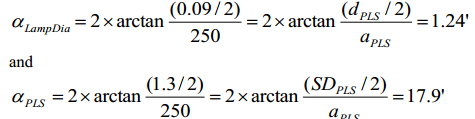 α_LampDia = 2 × arctan (0.09 / 2) / 250 = 2 × arctan (d_PLS / 2) / a_PLS = 1.24'
and
α_PLS = 2 × arctan (1.3 / 2) / 250 = 2 × arctan (SD_PLS / 2) / a_PLS = 17.9'